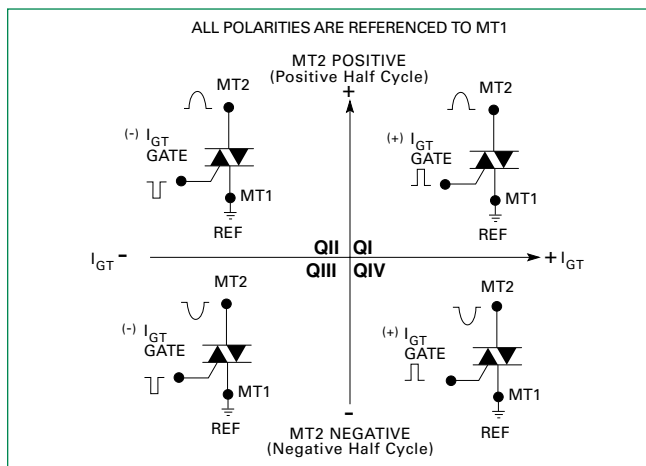 ALL POLARITIES ARE REFERENCED TO MT1
MT2 POSITIVE
(Positive Half Cycle)
+
MT2
(-) IGT
GATE
MT1
REF
MT2
(+) IGT
GATE
MT1
REF
IGT -
QII QI
QIII QIV
+ IGT
MT2
(-) IGT
GATE
MT1
REF
MT2
(+) IGT
GATE
MT1
REF
-
MT2 NEGATIVE
(Negative Half Cycle)